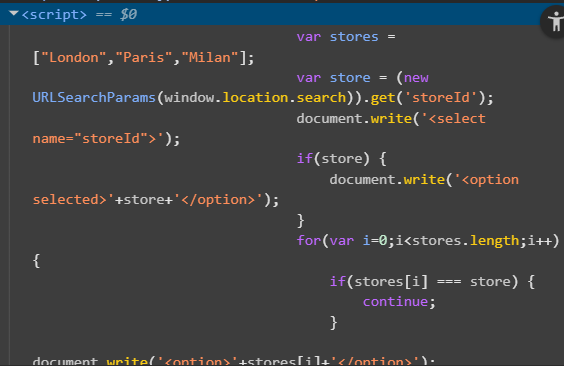 <script> == $0
var stores =
["London","Paris","Milan"];
var store = (new
URLSearchParams(window.location.search)).get('storeId');
document.write('<select
name="storeId">');
if(store) {
document.write('<option
selected>'+store+'</option>');
}
for(var i=0;i<stores.length;i++)
{
if(stores[i] === store) {
continue;
}
document.write('<option>'+stores[i]+'</option>');